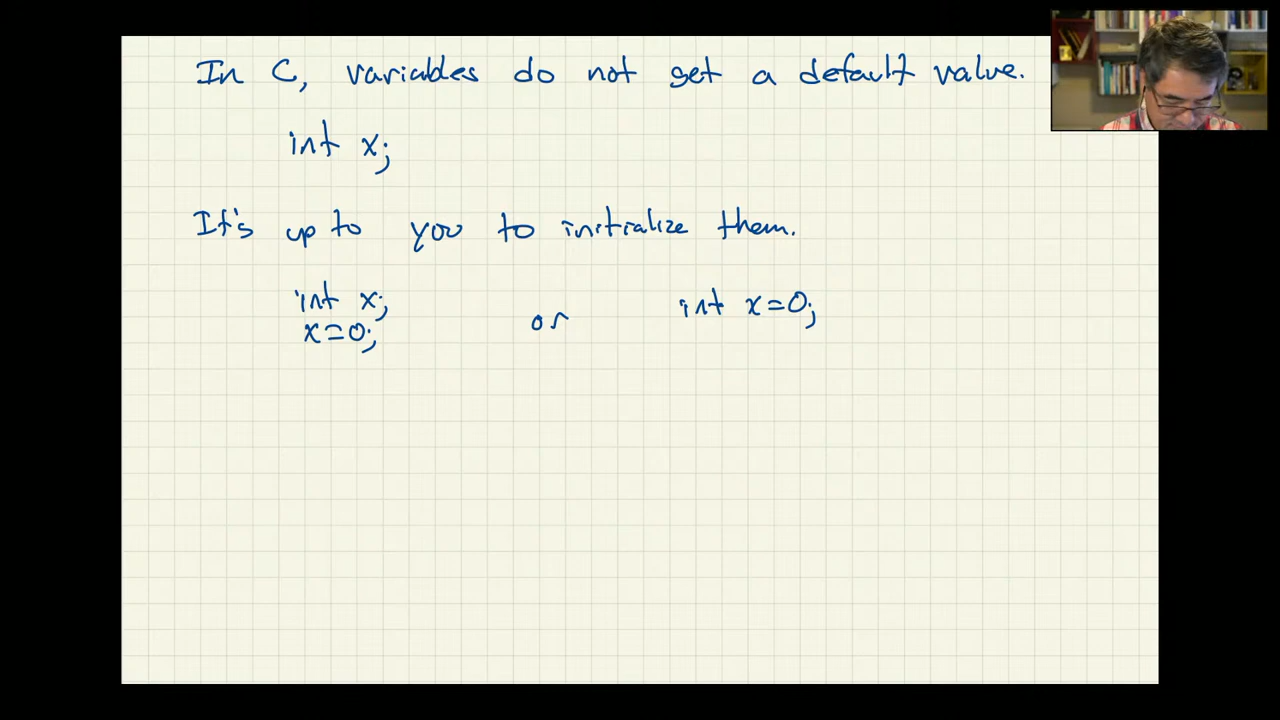 In C, variables do not get a default value.
int x;
It's up to you to initialize them.
int x;
x=0;
or
int x=0;